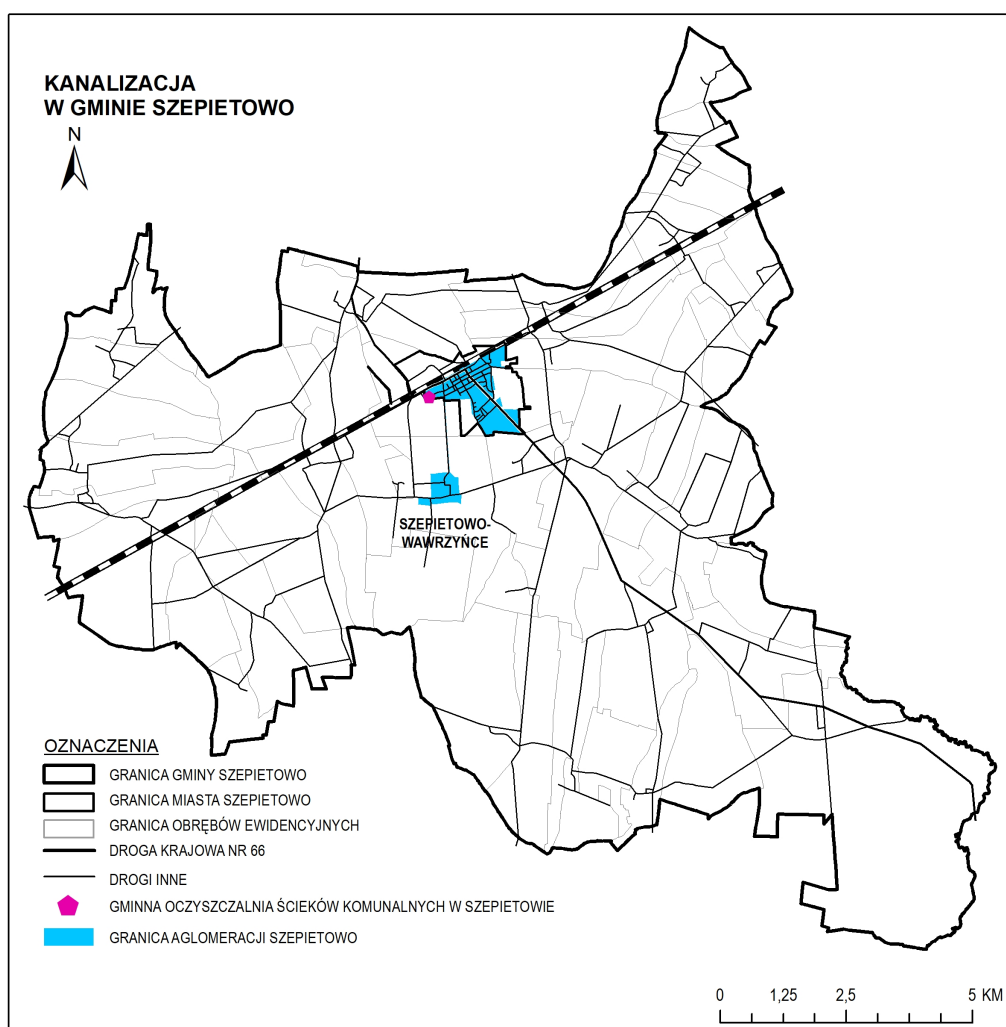 KANALIZACJA
W GMINIE SZEPIETOWO
N
SZEPIETOWO-
WAWRZYŃCE
OZNACZENIA
GRANICA GMINY SZEPIETOWO
GRANICA MIASTA SZEPIETOWO
GRANICA OBRĘBÓW EWIDENCYJNYCH
DROGA KRAJOWA NR 66
DROGI INNE
GMINNA OCZYSZCZALNIA ŚCIEKÓW KOMUNALNYCH W SZEPIETOWIE
GRANICA AGLOMERACJI SZEPIETOWO
0 1,25 2,5 5 KM